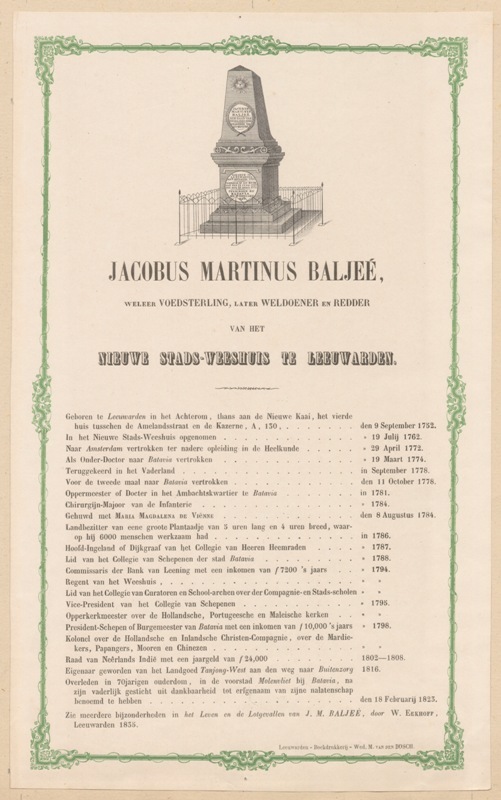 JACOBUS MARTINUS BALJEÉ,
WELEER VOEDSTERLING, LATER WELDOENER EN REDDER
VAN HET
NIEUWE STADS-WEESHUIS TE LEEUWARDEN.
Geboren te Leeuwarden in het Achterom, thans aan de Nieuwe Kaai, het vierde
huis tusschen de Amelandsstraat en de Kazerne, A, 150, . . . . . . . den 9 September 1752.
In het Nieuwe Stads-Weeshuis opgenomen . . . . . . . . . . . » 19 Julij 1762.
Naar Amsterdam vertrokken ter nadere opleiding in de Heelkunde . . . . . » 29 April 1772.
Als Onder-Doctor naar Batavia vertrokken . . . . . . . . . . . » 19 Maart 1774.
Teruggekeerd in het Vaderland . . . . . . . . . . . . . in September 1778.
Voor de tweede maal naar Batavia vertrokken . . . . . . . . . . den 11 October 1778.
Oppermeester of Doctor in het Ambachtskwartier te Batavia . . . . . . . in 1781.
Chirurgijn-Majoor van de Infanterie . . . . . . . . . . . . » 1784.
Gehuwd met MARIA MAGDALENA DE VIÈNNE . . . . . . . . . . den 8 Augustus 1784.
Landbezitter van eene groote Plantaadje van 5 uren lang en 4 uren breed, waar-
op hij 6000 menschen werkzaam had . . . . . . . . . . . in 1786.
Hoofd-Ingeland of Dijkgraaf van het Collegie van Heeren Heemraden . . . . » 1787.
Lid van het Collegie van Schepenen der stad Batavia . . . . . . . . » 1788.
Commissaris der Bank van Leening met een inkomen van ƒ 7200 's jaars . . . » 1794.
Regent van het Weeshuis, . . . . . . . . . . . . . . » »
Lid van het Collegie van Curatoren en School-archen over der Compagnie- en Stads-scholen » »
Vice-President van het Collegie van Schepenen . . . . . . . . . » 1795.
Opperkerkmeester over de Hollandsche, Portugeesche en Maleische kerken . . . » »
President-Schepen of Burgemeester van Batavia met een inkomen van ƒ 10,000 's jaars » 1798.
Kolonel over de Hollandsche en Inlandsche Christen-Compagnie, over de Mardie-
kers, Papangers, Mooren en Chinezen . . . . . . . . . . . » »
Raad van Neêrlands Indië met een jaargeld van ƒ 24,000 . . . . . . . 1802—1808.
Eigenaar geworden van het Landgoed Tanjong-West aan den weg naar Buitenzorg 1816.
Overleden in 70jarigen ouderdom, in de voorstad Molenvliet bij Batavia, na
zijn vaderlijk gesticht uit dankbaarheid tot erfgenaam van zijne nalatenschap
benoemd te hebben . . . . . . . . . . . . . . den 18 Februarij 1823.
Zie meerdere bijzonderheden in het Leven en de Lotgevallen van J. M. BALJEÉ, door W. EEKHOFF,
Leeuwarden 1835.
Leeuwarden – Boekdrukkerij – Wed. M. VAN DEN BOSCH.